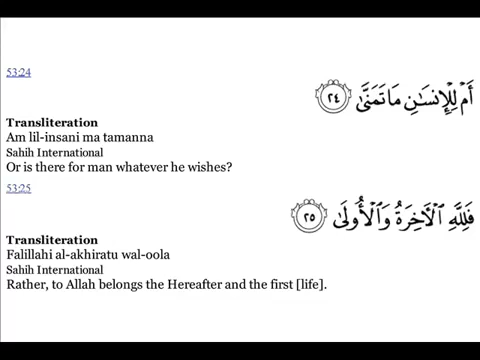 53:24
أَمْ لِلْإِنسَـٰنِ مَا تَمَنَّىٰ ٢٤
Transliteration
Am lil-insani ma tamanna
Sahih International
Or is there for man whatever he wishes?
53:25
فَلِلَّهِ ٱلْـَٔاخِرَةُ وَٱلْأُولَىٰ ٢٥
Transliteration
Falillahi al-akhiratu wal-oola
Sahih International
Rather, to Allah belongs the Hereafter and the first [life].